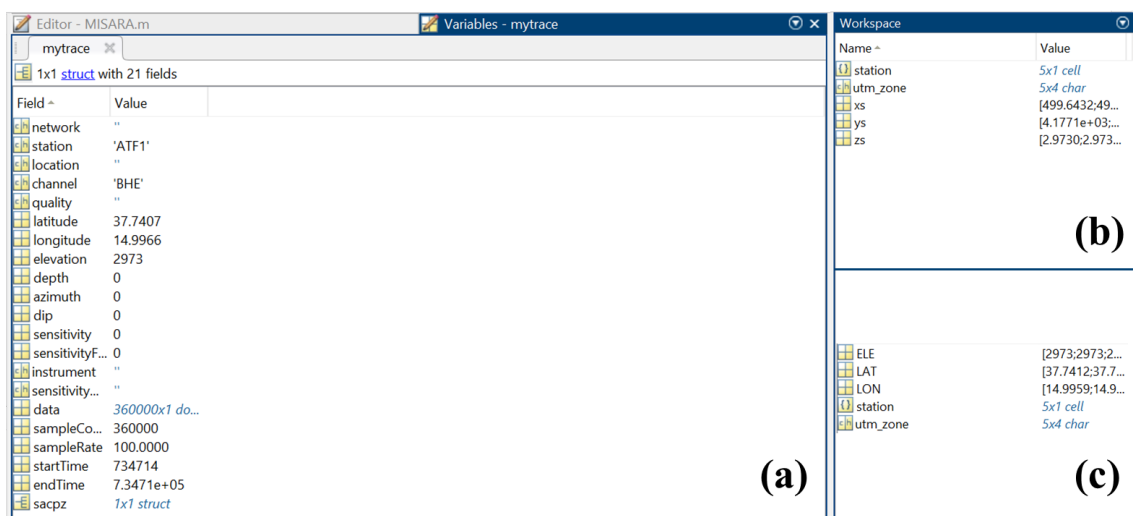 Editor - MISARA.m
Variables - mytrace
mytrace
1x1 struct with 21 fields
Field Value
network ''
station 'ATF1'
location ''
channel 'BHE'
quality ''
latitude 37.7407
longitude 14.9966
elevation 2973
depth 0
azimuth 0
dip 0
sensitivity 0
sensitivityF... 0
instrument ''
sensitivity... ''
data 360000x1 do...
sampleCo... 360000
sampleRate 100.0000
startTime 734714
endTime 7.3471e+05
sacpz 1x1 struct
(a)
Workspace
Name Value
station 5x1 cell
utm_zone 5x4 char
xs [499.6432;49...
ys [4.1771e+03;...
zs [2.9730;2.973...
(b)
ELE [2973;2973;2...
LAT [37.7412;37.7...
LON [14.9959;14.9...
station 5x1 cell
utm_zone 5x4 char
(c)